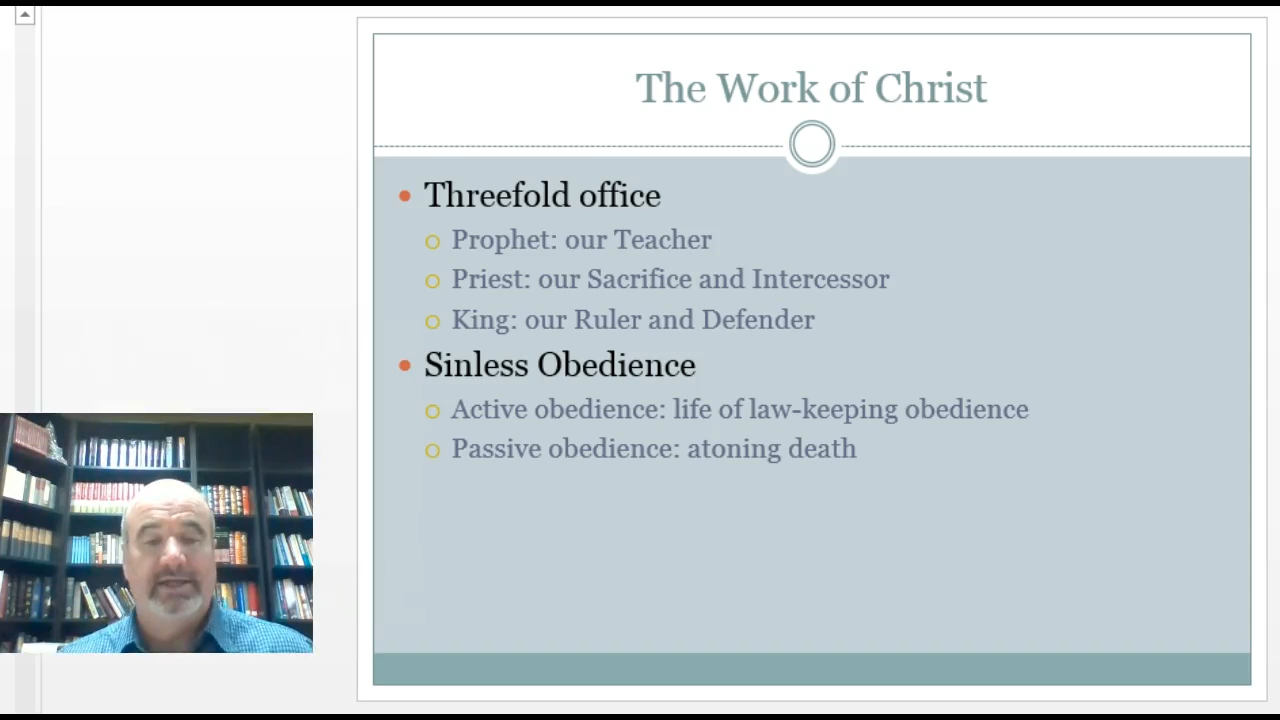 The Work of Christ
Threefold office
Prophet: our Teacher
Priest: our Sacrifice and Intercessor
King: our Ruler and Defender
Sinless Obedience
Active obedience: life of law-keeping obedience
Passive obedience: atoning death